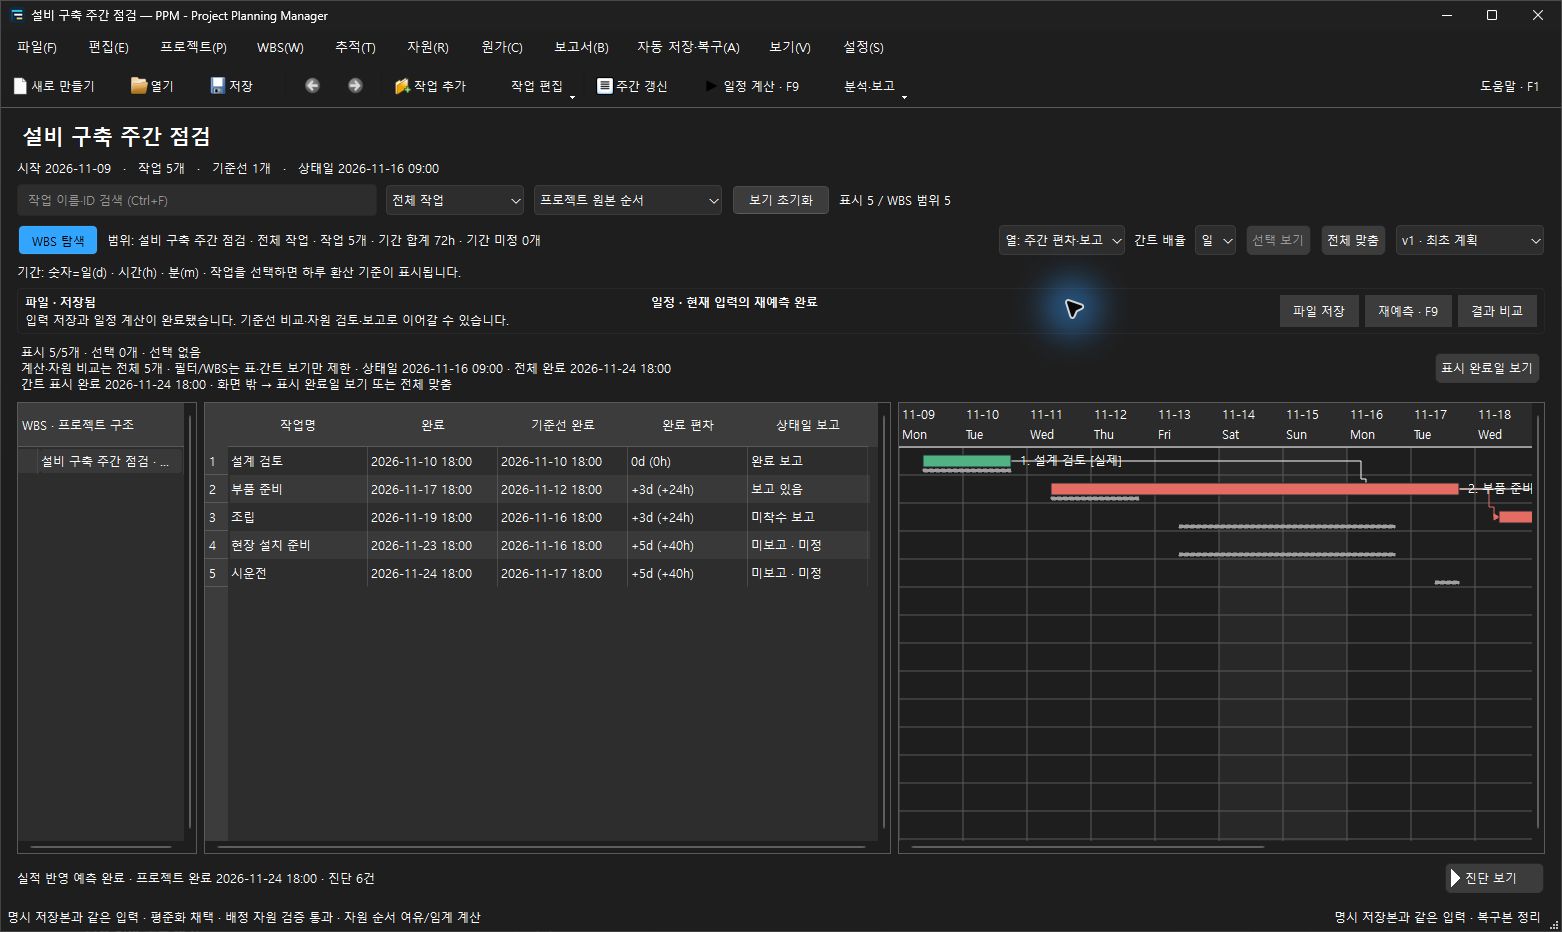 설비 구축 주간 점검 — PPM - Project Planning Manager
파일(F) 편집(E) 프로젝트(P) WBS(W) 추적(T) 자원(R) 원가(C) 보고서(B) 자동 저장·복구(A) 보기(V) 설정(S)
새로 만들기 열기 저장 작업 추가 작업 편집 주간 갱신 일정 계산 · F9 분석·보고 도움말 · F1
설비 구축 주간 점검
시작 2026-11-09 · 작업 5개 · 기준선 1개 · 상태일 2026-11-16 09:00
작업 이름·ID 검색 (Ctrl+F) 전체 작업 프로젝트 원본 순서 보기 초기화 표시 5 / WBS 범위 5
WBS 탐색 범위: 설비 구축 주간 점검 · 전체 작업 · 작업 5개 · 기간 합계 72h · 기간 미정 0개 열: 주간 편차·보고 간트 배율 일 선택 보기 전체 맞춤 v1 · 최초 계획
기간: 숫자=일(d) · 시간(h) · 분(m) · 작업을 선택하면 하루 환산 기준이 표시됩니다.
파일 · 저장됨 일정 · 현재 입력의 재예측 완료
입력 저장과 일정 계산이 완료됐습니다. 기준선 비교·자원 검토·보고로 이어갈 수 있습니다. 파일 저장 재예측 · F9 결과 비교
표시 5/5개 · 선택 0개 · 선택 없음
계산·자원 비교는 전체 5개 · 필터/WBS는 표·간트 보기만 제한 · 상태일 2026-11-16 09:00 · 전체 완료 2026-11-24 18:00 표시 완료일 보기
간트 표시 완료 2026-11-24 18:00 · 화면 밖 → 표시 완료일 보기 또는 전체 맞춤
WBS · 프로젝트 구조 작업명 완료 기준선 완료 완료 편차 상태일 보고
11-09 11-10 11-11 11-12 11-13 11-14 11-15 11-16 11-17 11-18
Mon Tue Wed Thu Fri Sat Sun Mon Tue Wed
설비 구축 주간 점검 · ...
1 설계 검토 2026-11-10 18:00 2026-11-10 18:00 0d (0h) 완료 보고 1. 설계 검토 [실제]
2 부품 준비 2026-11-17 18:00 2026-11-12 18:00 +3d (+24h) 보고 있음 2. 부품 준비
3 조립 2026-11-19 18:00 2026-11-16 18:00 +3d (+24h) 미착수 보고
4 현장 설치 준비 2026-11-23 18:00 2026-11-16 18:00 +5d (+40h) 미보고 · 미정
5 시운전 2026-11-24 18:00 2026-11-17 18:00 +5d (+40h) 미보고 · 미정
실적 반영 예측 완료 · 프로젝트 완료 2026-11-24 18:00 · 진단 6건 진단 보기
명시 저장본과 같은 입력 · 평준화 채택 · 배정 자원 검증 통과 · 자원 순서 여유/임계 계산 명시 저장본과 같은 입력 · 복구본 정리